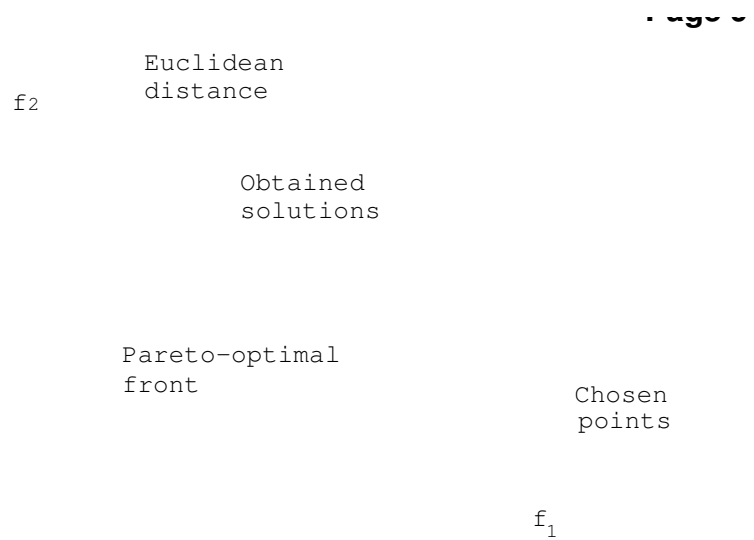 Euclidean
distance
f2
Obtained
solutions
Pareto-optimal
front
Chosen
points
f1